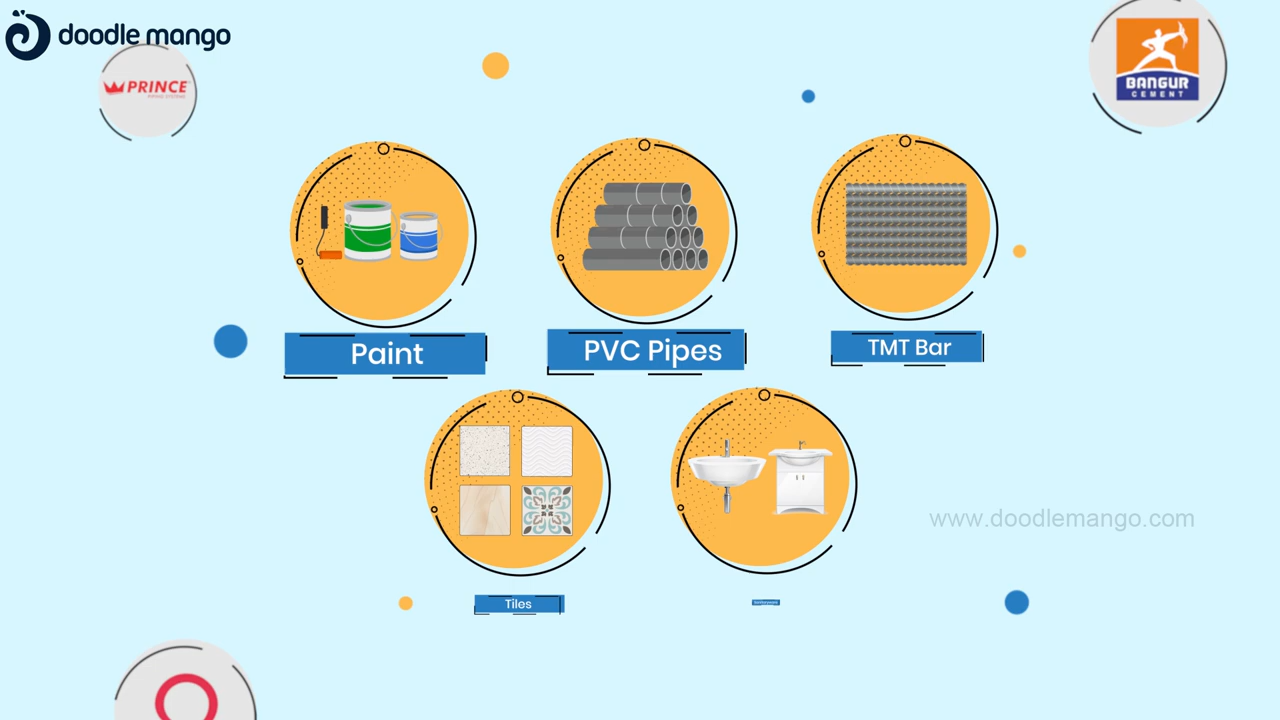 doodle mango
PRINCE
BANGUR
CEMENT
Paint
PVC Pipes
TMT Bar
www.doodlemango.com
Tiles